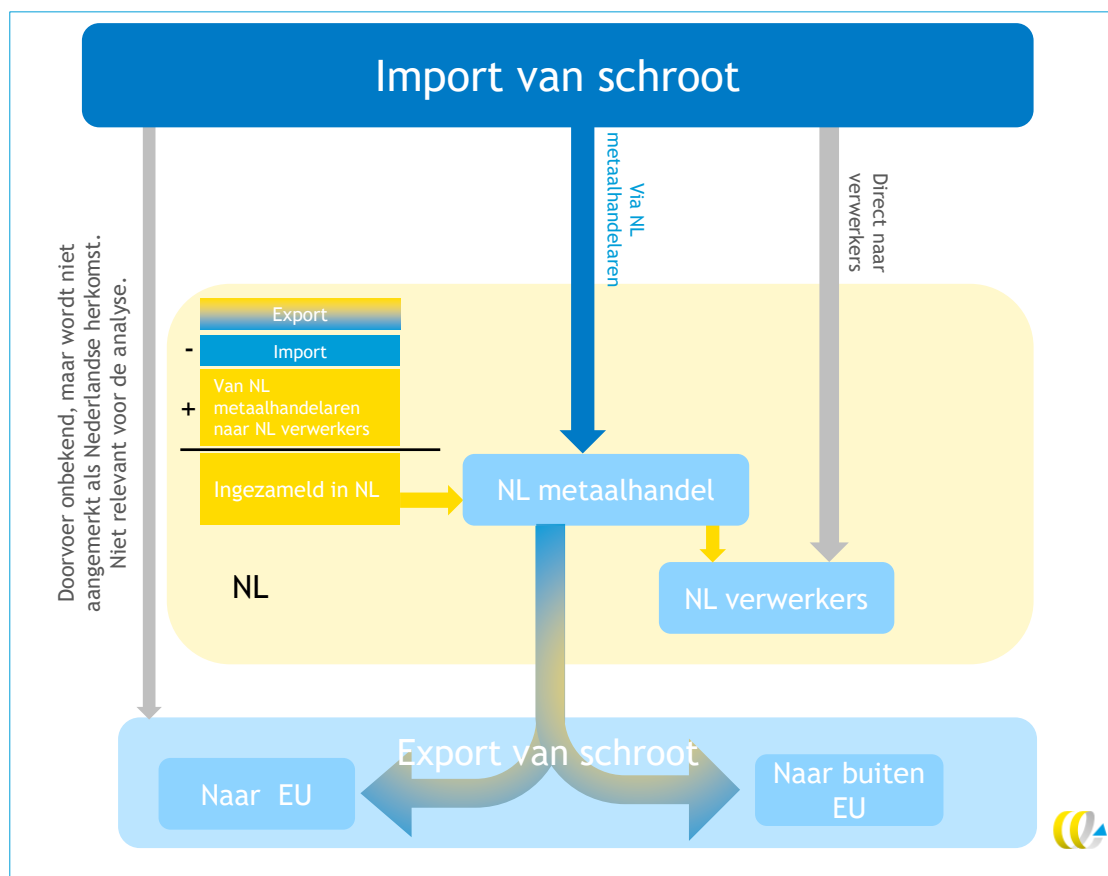 Import van schroot
Via NL
metaalhandelaren
Direct naar
verwerkers
Doorvoer onbekend, maar wordt niet
aangemerkt als Nederlandse herkomst.
Niet relevant voor de analyse.
Export
- Import
+ Van NL
metaalhandelaren
naar NL verwerkers
Ingezameld in NL
NL metaalhandel
NL verwerkers
NL
Export van schroot
Naar EU
Naar buiten
EU